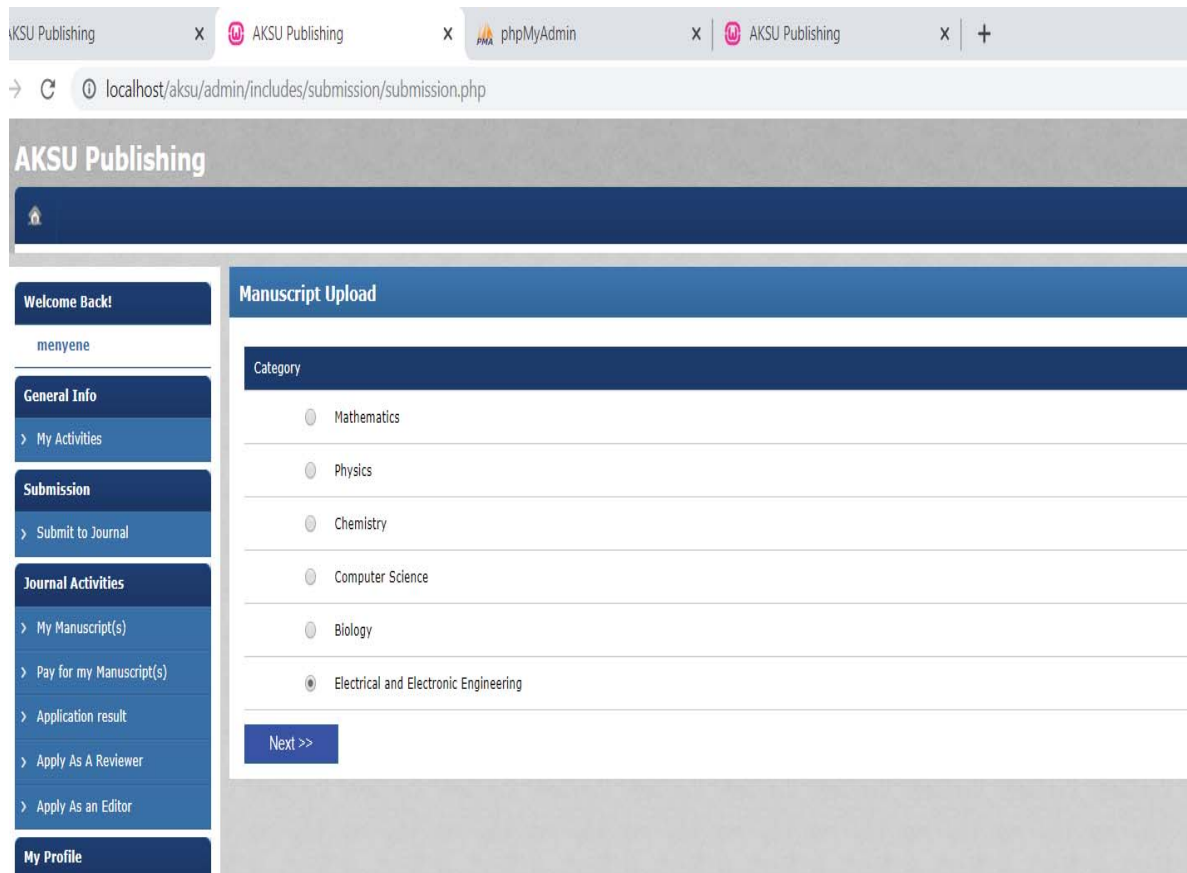 AKSU Publishing x AKSU Publishing x phpMyAdmin x AKSU Publishing x +
localhost/aksu/admin/includes/submission/submission.php
AKSU Publishing
Welcome Back!
menyene
General Info
> My Activities
Submission
> Submit to Journal
Journal Activities
> My Manuscript(s)
> Pay for my Manuscript(s)
> Application result
> Apply As A Reviewer
> Apply As an Editor
My Profile
Manuscript Upload
Category
Mathematics
Physics
Chemistry
Computer Science
Biology
Electrical and Electronic Engineering
Next >>